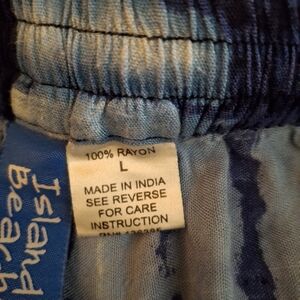 100% RAYON
L
MADE IN INDIA
SEE REVERSE
FOR CARE
INSTRUCTION
Island
Beach